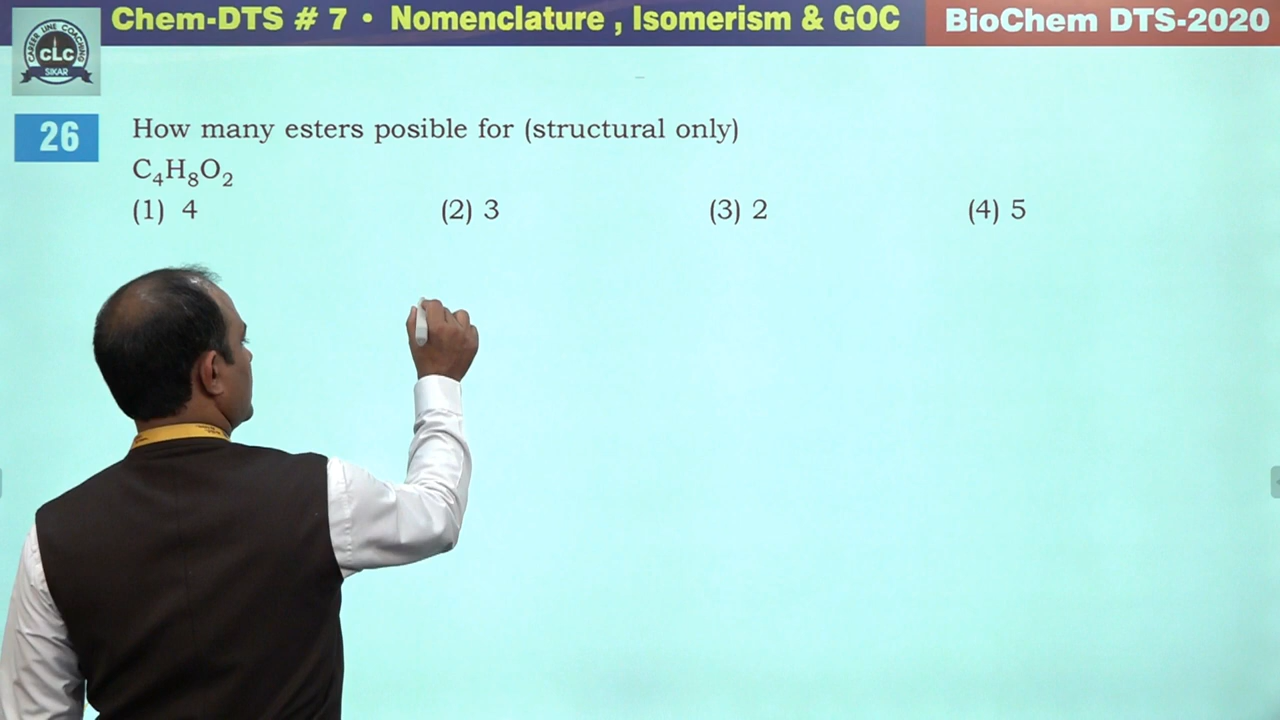 Chem-DTS # 7 • Nomenclature , Isomerism & GOC
BioChem DTS-2020
CAREER LINE COACHING
CLC
SIKAR
26
How many esters posible for (structural only)
C₄H₈O₂
(1) 4 (2) 3 (3) 2 (4) 5